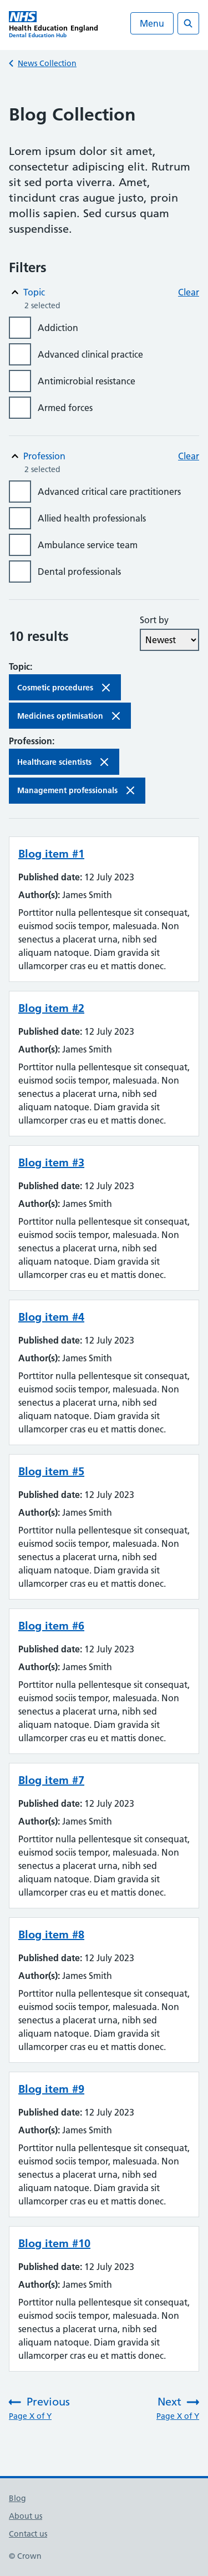 NHS
Health Education England
Dental Education Hub
Menu
News Collection
Blog Collection
Lorem ipsum dolor sit amet,
consectetur adipiscing elit. Rutrum
sit sed porta viverra. Amet,
tincidunt cras augue justo, proin
mollis sapien. Sed cursus quam
suspendisse.
Filters
Topic Clear
2 selected
Addiction
Advanced clinical practice
Antimicrobial resistance
Armed forces
Profession Clear
2 selected
Advanced critical care practioners
Allied health professionals
Ambulance service team
Dental professionals
Sort by
10 results Newest
Topic:
Cosmetic procedures
Medicines optimisation
Profession:
Healthcare scientists
Management professionals
Blog item #1
Published date: 12 July 2023
Author(s): James Smith
Porttitor nulla pellentesque sit consequat,
euismod sociis tempor, malesuada. Non
senectus a placerat urna, nibh sed
aliquam natoque. Diam gravida sit
ullamcorper cras eu et mattis donec.
Blog item #2
Published date: 12 July 2023
Author(s): James Smith
Porttitor nulla pellentesque sit consequat,
euismod sociis tempor, malesuada. Non
senectus a placerat urna, nibh sed
aliquam natoque. Diam gravida sit
ullamcorper cras eu et mattis donec.
Blog item #3
Published date: 12 July 2023
Author(s): James Smith
Porttitor nulla pellentesque sit consequat,
euismod sociis tempor, malesuada. Non
senectus a placerat urna, nibh sed
aliquam natoque. Diam gravida sit
ullamcorper cras eu et mattis donec.
Blog item #4
Published date: 12 July 2023
Author(s): James Smith
Porttitor nulla pellentesque sit consequat,
euismod sociis tempor, malesuada. Non
senectus a placerat urna, nibh sed
aliquam natoque. Diam gravida sit
ullamcorper cras eu et mattis donec.
Blog item #5
Published date: 12 July 2023
Author(s): James Smith
Porttitor nulla pellentesque sit consequat,
euismod sociis tempor, malesuada. Non
senectus a placerat urna, nibh sed
aliquam natoque. Diam gravida sit
ullamcorper cras eu et mattis donec.
Blog item #6
Published date: 12 July 2023
Author(s): James Smith
Porttitor nulla pellentesque sit consequat,
euismod sociis tempor, malesuada. Non
senectus a placerat urna, nibh sed
aliquam natoque. Diam gravida sit
ullamcorper cras eu et mattis donec.
Blog item #7
Published date: 12 July 2023
Author(s): James Smith
Porttitor nulla pellentesque sit consequat,
euismod sociis tempor, malesuada. Non
senectus a placerat urna, nibh sed
aliquam natoque. Diam gravida sit
ullamcorper cras eu et mattis donec.
Blog item #8
Published date: 12 July 2023
Author(s): James Smith
Porttitor nulla pellentesque sit consequat,
euismod sociis tempor, malesuada. Non
senectus a placerat urna, nibh sed
aliquam natoque. Diam gravida sit
ullamcorper cras eu et mattis donec.
Blog item #9
Published date: 12 July 2023
Author(s): James Smith
Porttitor nulla pellentesque sit consequat,
euismod sociis tempor, malesuada. Non
senectus a placerat urna, nibh sed
aliquam natoque. Diam gravida sit
ullamcorper cras eu et mattis donec.
Blog item #10
Published date: 12 July 2023
Author(s): James Smith
Porttitor nulla pellentesque sit consequat,
euismod sociis tempor, malesuada. Non
senectus a placerat urna, nibh sed
aliquam natoque. Diam gravida sit
ullamcorper cras eu et mattis donec.
Previous Next
Page X of Y Page X of Y
Blog
About us
Contact us
© Crown